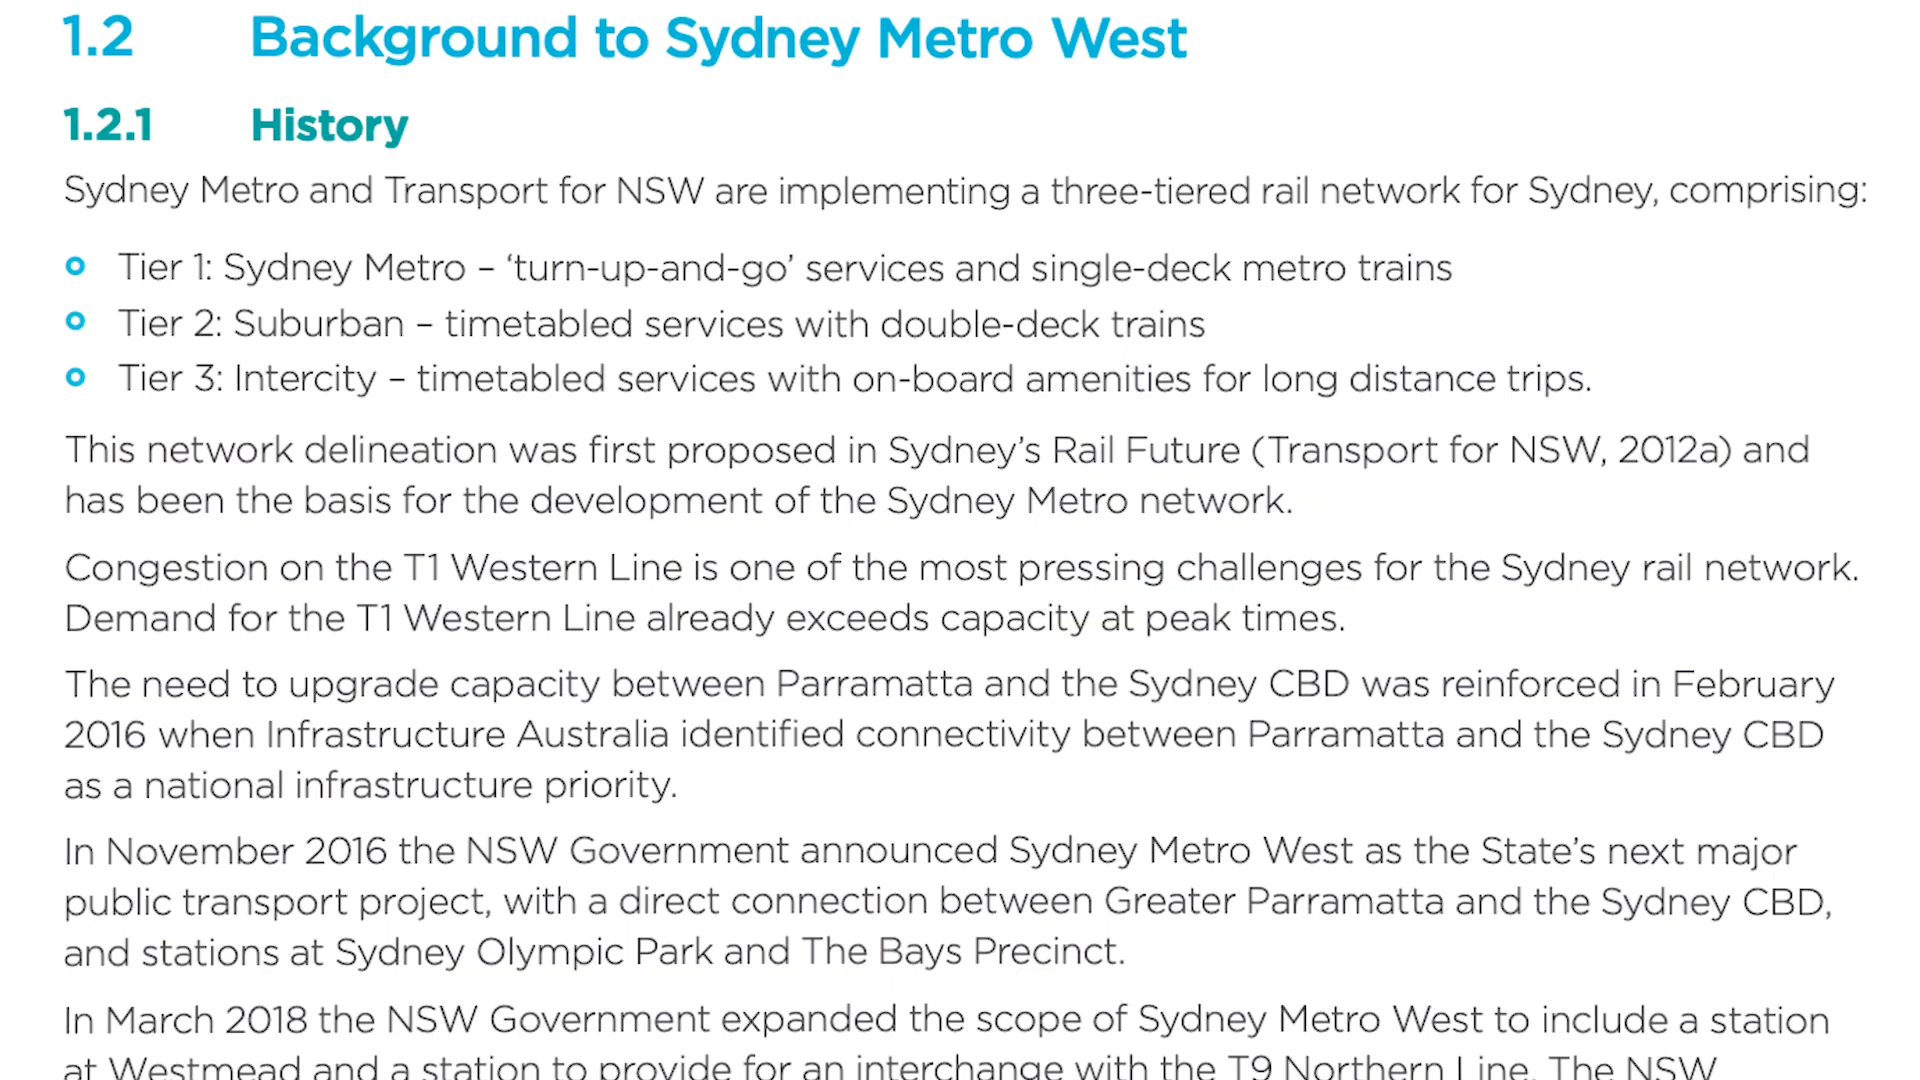 1.2 Background to Sydney Metro West
1.2.1 History
Sydney Metro and Transport for NSW are implementing a three-tiered rail network for Sydney, comprising:
Tier 1: Sydney Metro – ‘turn-up-and-go’ services and single-deck metro trains
Tier 2: Suburban – timetabled services with double-deck trains
Tier 3: Intercity – timetabled services with on-board amenities for long distance trips.
This network delineation was first proposed in Sydney’s Rail Future (Transport for NSW, 2012a) and
has been the basis for the development of the Sydney Metro network.
Congestion on the T1 Western Line is one of the most pressing challenges for the Sydney rail network.
Demand for the T1 Western Line already exceeds capacity at peak times.
The need to upgrade capacity between Parramatta and the Sydney CBD was reinforced in February
2016 when Infrastructure Australia identified connectivity between Parramatta and the Sydney CBD
as a national infrastructure priority.
In November 2016 the NSW Government announced Sydney Metro West as the State’s next major
public transport project, with a direct connection between Greater Parramatta and the Sydney CBD,
and stations at Sydney Olympic Park and The Bays Precinct.
In March 2018 the NSW Government expanded the scope of Sydney Metro West to include a station
at Westmead and a station to provide for an interchange with the T9 Northern Line. The NSW